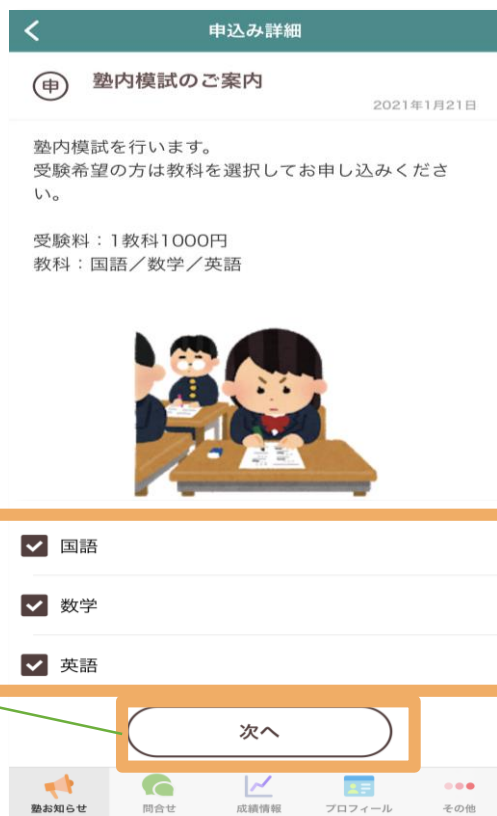 申込み詳細
申 塾内模試のご案内
2021年1月21日
塾内模試を行います。
受験希望の方は教科を選択してお申し込みくださ
い。
受験料：1教科1000円
教科：国語／数学／英語
国語
数学
英語
次へ
塾お知らせ 問合せ 成績情報 プロフィール その他